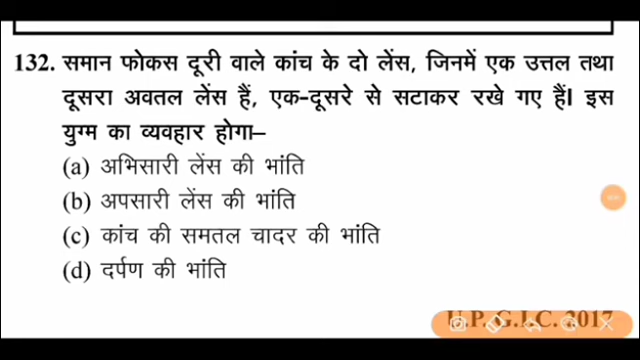 132. समान फोकस दूरी वाले कांच के दो लेंस, जिनमें एक उत्तल तथा
दूसरा अवतल लेंस हैं, एक-दूसरे से सटाकर रखे गए हैं। इस
युग्म का व्यवहार होगा–
(a) अभिसारी लेंस की भांति
(b) अपसारी लेंस की भांति
(c) कांच की समतल चादर की भांति
(d) दर्पण की भांति
U.P. G.I.C. 2017